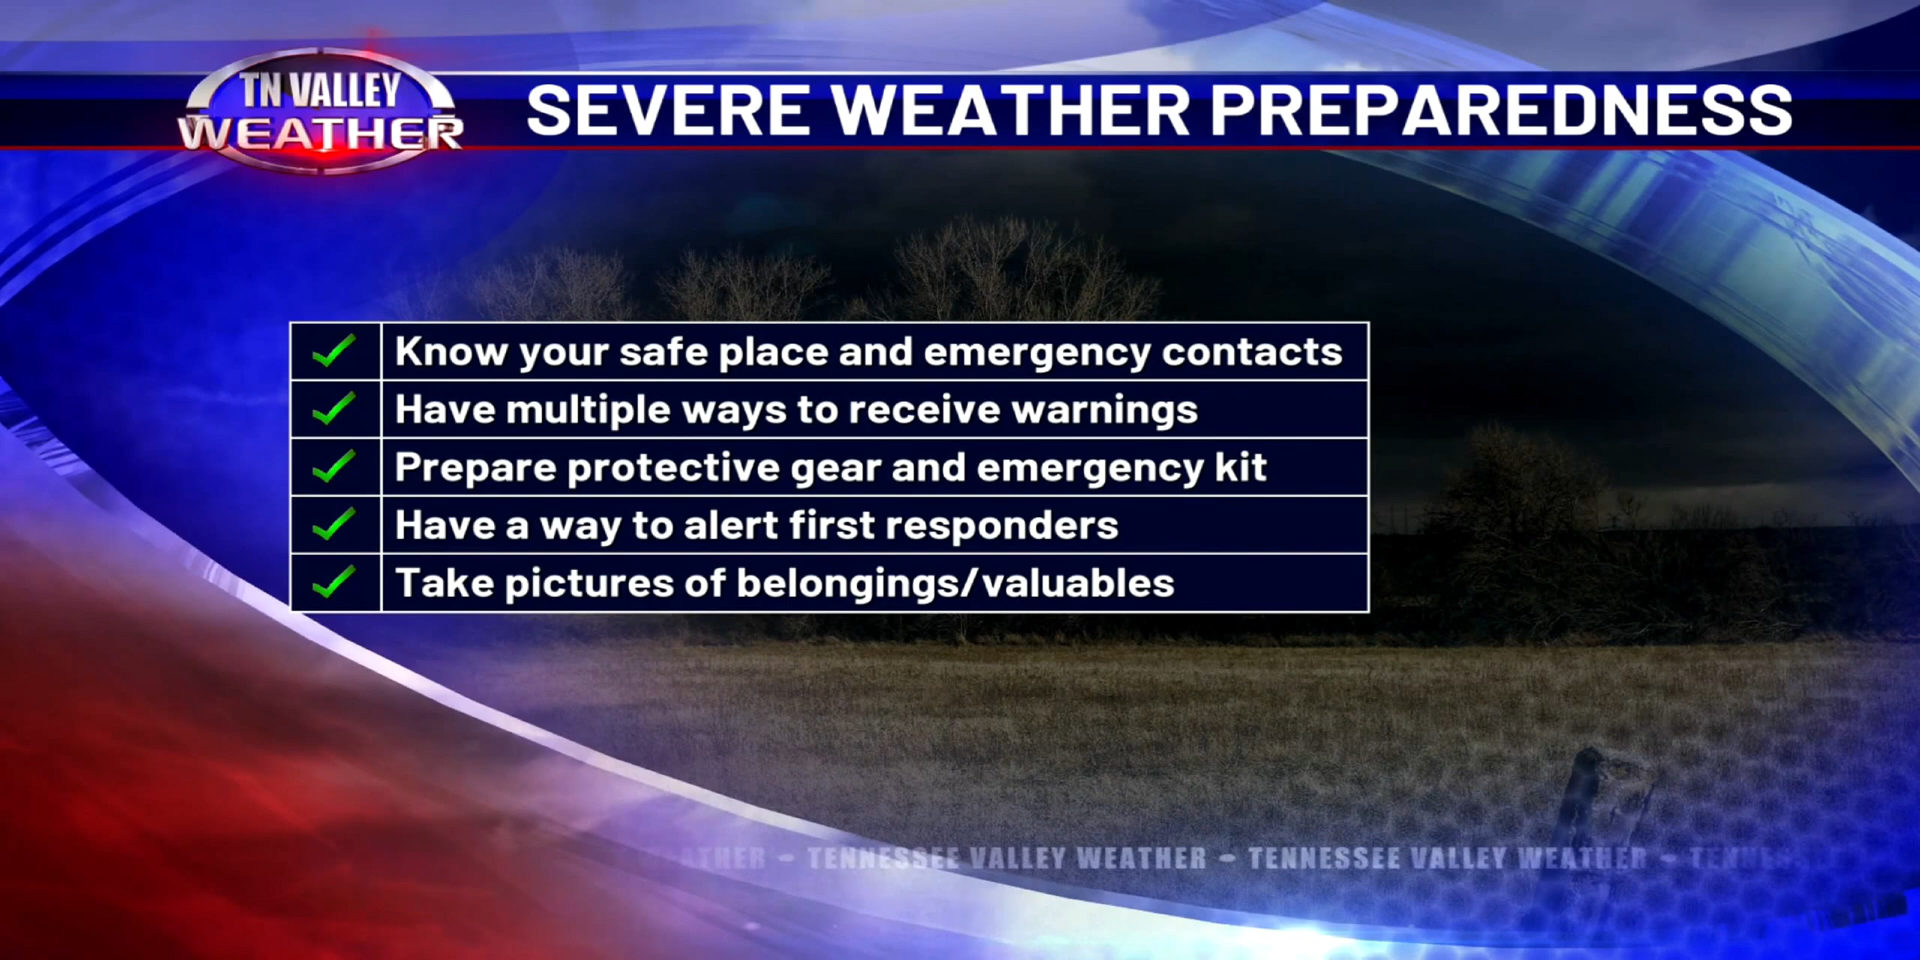 TN VALLEY
WEATHER
SEVERE WEATHER PREPAREDNESS
Know your safe place and emergency contacts
Have multiple ways to receive warnings
Prepare protective gear and emergency kit
Have a way to alert first responders
Take pictures of belongings/valuables
- TENNESSEE VALLEY WEATHER - TENNESSEE VALLEY WEATHER -